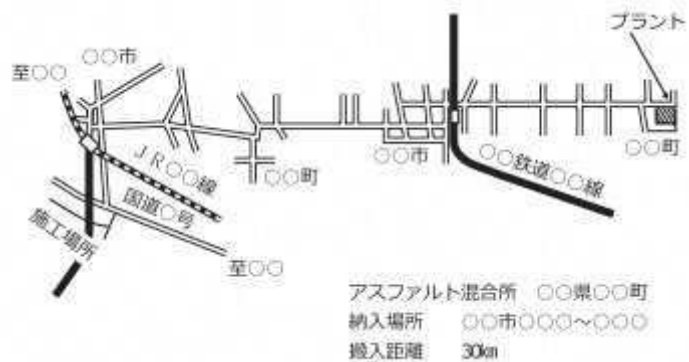 プラント
○○市
至○○
JR○○線
国道○号
施工場所
至○○
○○町
○○市
○○鉄道○○線
○○町
アスファルト混合所 ○○県○○町
納入場所 ○○市○○○～○○○
搬入距離 30km